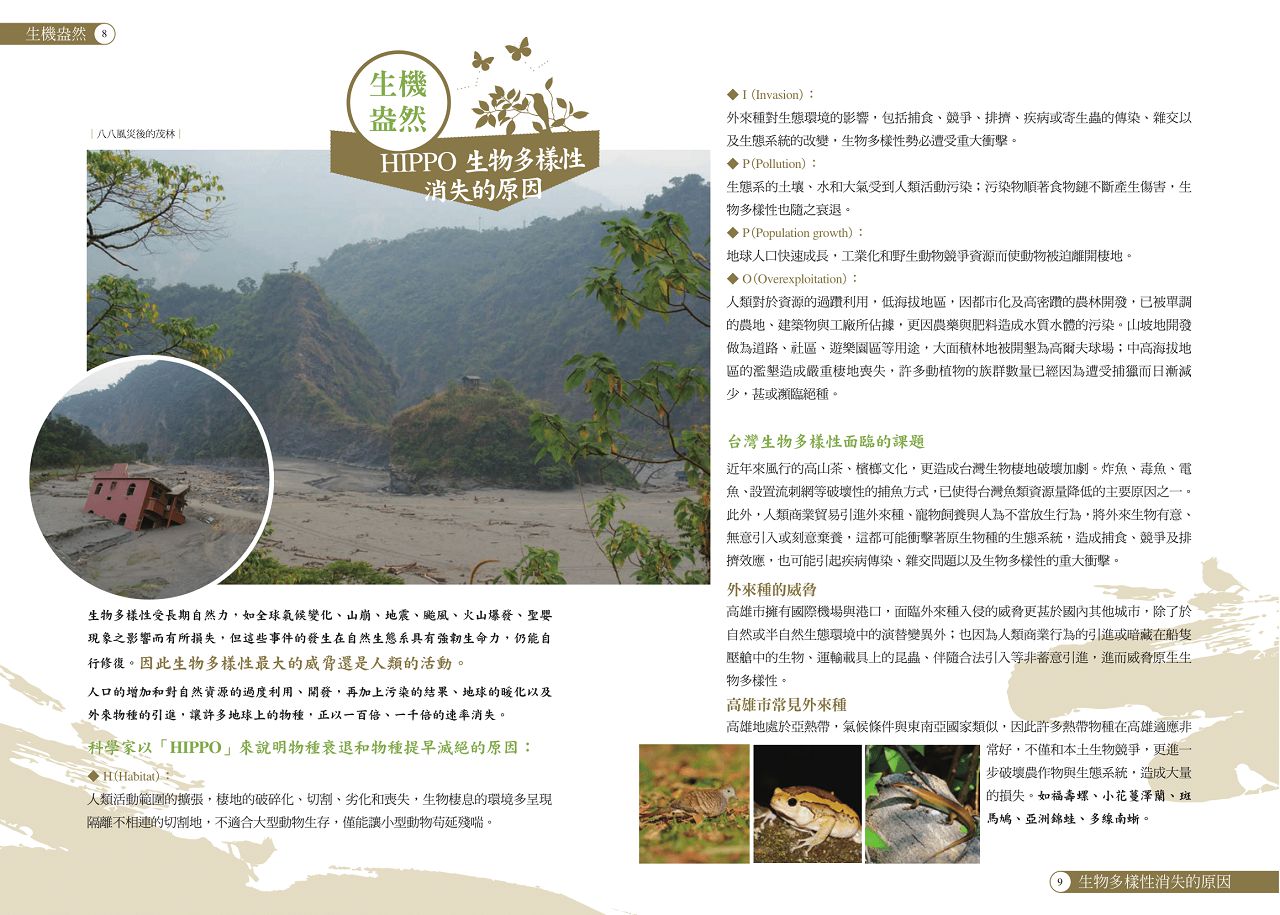 生機盎然 8
生機
盎然
HIPPO 生物多樣性
消失的原因
|八八風災後的茂林|
生物多樣性受長期自然力，如全球氣候變化、山崩、地震、颱風、火山爆發、聖嬰
現象之影響而有所損失，但這些事件的發生在自然生態系具有強韌生命力，仍能自
行修復。因此生物多樣性最大的威脅還是人類的活動。
人口的增加和對自然資源的過度利用、開發，再加上污染的結果、地球的暖化以及
外來物種的引進，讓許多地球上的物種，正以一百倍、一千倍的速率消失。
科學家以「HIPPO」來說明物種衰退和物種提早滅絕的原因：
◆ H(Habitat)：
人類活動範圍的擴張，棲地的破碎化、切割、劣化和喪失，生物棲息的環境多呈現
隔離不相連的切割地，不適合大型動物生存，僅能讓小型動物苟延殘喘。
◆ I (Invasion)：
外來種對生態環境的影響，包括捕食、競爭、排擠、疾病或寄生蟲的傳染、雜交以
及生態系統的改變，生物多樣性勢必遭受重大衝擊。
◆ P(Pollution)：
生態系的土壤、水和大氣受到人類活動污染；污染物順著食物鏈不斷產生傷害，生
物多樣性也隨之衰退。
◆ P(Population growth)：
地球人口快速成長，工業化和野生動物競爭資源而使動物被迫離開棲地。
◆ O(Overexploitation)：
人類對於資源的過躓利用，低海拔地區，因都市化及高密躓的農林開發，已被單調
的農地、建築物與工廠所佔據，更因農藥與肥料造成水質水體的污染。山坡地開發
做為道路、社區、遊樂園區等用途，大面積林地被開墾為高爾夫球場；中高海拔地
區的濫墾造成嚴重棲地喪失，許多動植物的族群數量已經因為遭受捕獵而日漸減
少，甚或瀕臨絕種。
台灣生物多樣性面臨的課題
近年來風行的高山茶、檳榔文化，更造成台灣生物棲地破壞加劇。炸魚、毒魚、電
魚、設置流刺網等破壞性的捕魚方式，已使得台灣魚類資源量降低的主要原因之一。
此外，人類商業貿易引進外來種、寵物飼養與人為不當放生行為，將外來生物有意、
無意引入或刻意棄養，這都可能衝擊著原生物種的生態系統，造成捕食、競爭及排
擠效應，也可能引起疾病傳染、雜交問題以及生物多樣性的重大衝擊。
外來種的威脅
高雄市擁有國際機場與港口，面臨外來種入侵的威脅更甚於國內其他城市，除了於
自然或半自然生態環境中的演替變異外；也因為人類商業行為的引進或暗藏在船隻
壓艙中的生物、運輸載具上的昆蟲、伴隨合法引入等非蓄意引進，進而威脅原生生
物多樣性。
高雄市常見外來種
高雄地處於亞熱帶，氣候條件與東南亞國家類似，因此許多熱帶物種在高雄適應非
常好，不僅和本土生物競爭，更進一
步破壞農作物與生態系統，造成大量
的損失。如福壽螺、小花蔓澤蘭、斑
馬鳩、亞洲錦蛙、多線南蜥。
9 生物多樣性消失的原因